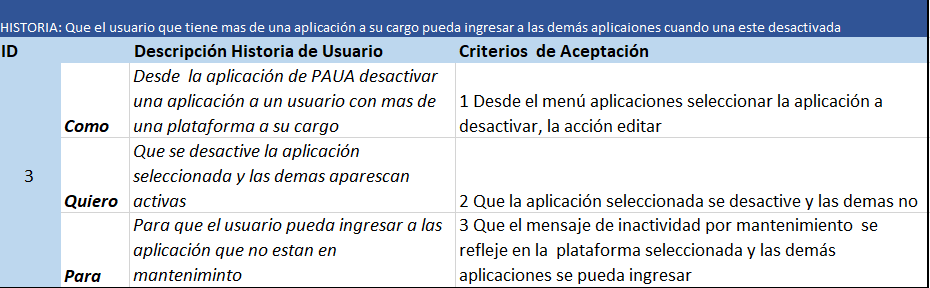 HISTORIA: Que el usuario que tiene mas de una aplicación a su cargo pueda ingresar a las demás aplicaiones cuando una este desactivada
ID Descripción Historia de Usuario Criterios de Aceptación
3
Como
Desde la aplicación de PAUA desactivar
una aplicación a un usuario con mas de
una plataforma a su cargo
1 Desde el menú aplicaciones seleccionar la aplicación a
desactivar, la acción editar
Quiero
Que se desactive la aplicación
seleccionada y las demas aparescan
activas
2 Que la aplicación seleccionada se desactive y las demas no
Para
Para que el usuario pueda ingresar a las
aplicación que no estan en
manteniminto
3 Que el mensaje de inactividad por mantenimiento se
refleje en la plataforma seleccionada y las demás
aplicaciones se pueda ingresar